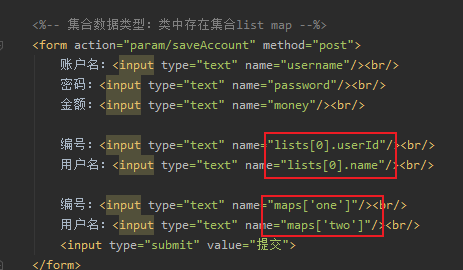 <%-- 集合数据类型：类中存在集合list map --%>
<form action="param/saveAccount" method="post">
账户名：<input type="text" name="username"/><br/>
密码：<input type="text" name="password"/><br/>
金额：<input type="text" name="money"/><br/>
编号：<input type="text" name="lists[0].userId"/><br/>
用户名：<input type="text" name="lists[0].name"/><br/>
编号：<input type="text" name="maps['one']"/><br/>
用户名：<input type="text" name="maps['two']"/><br/>
<input type="submit" value="提交">
</form>